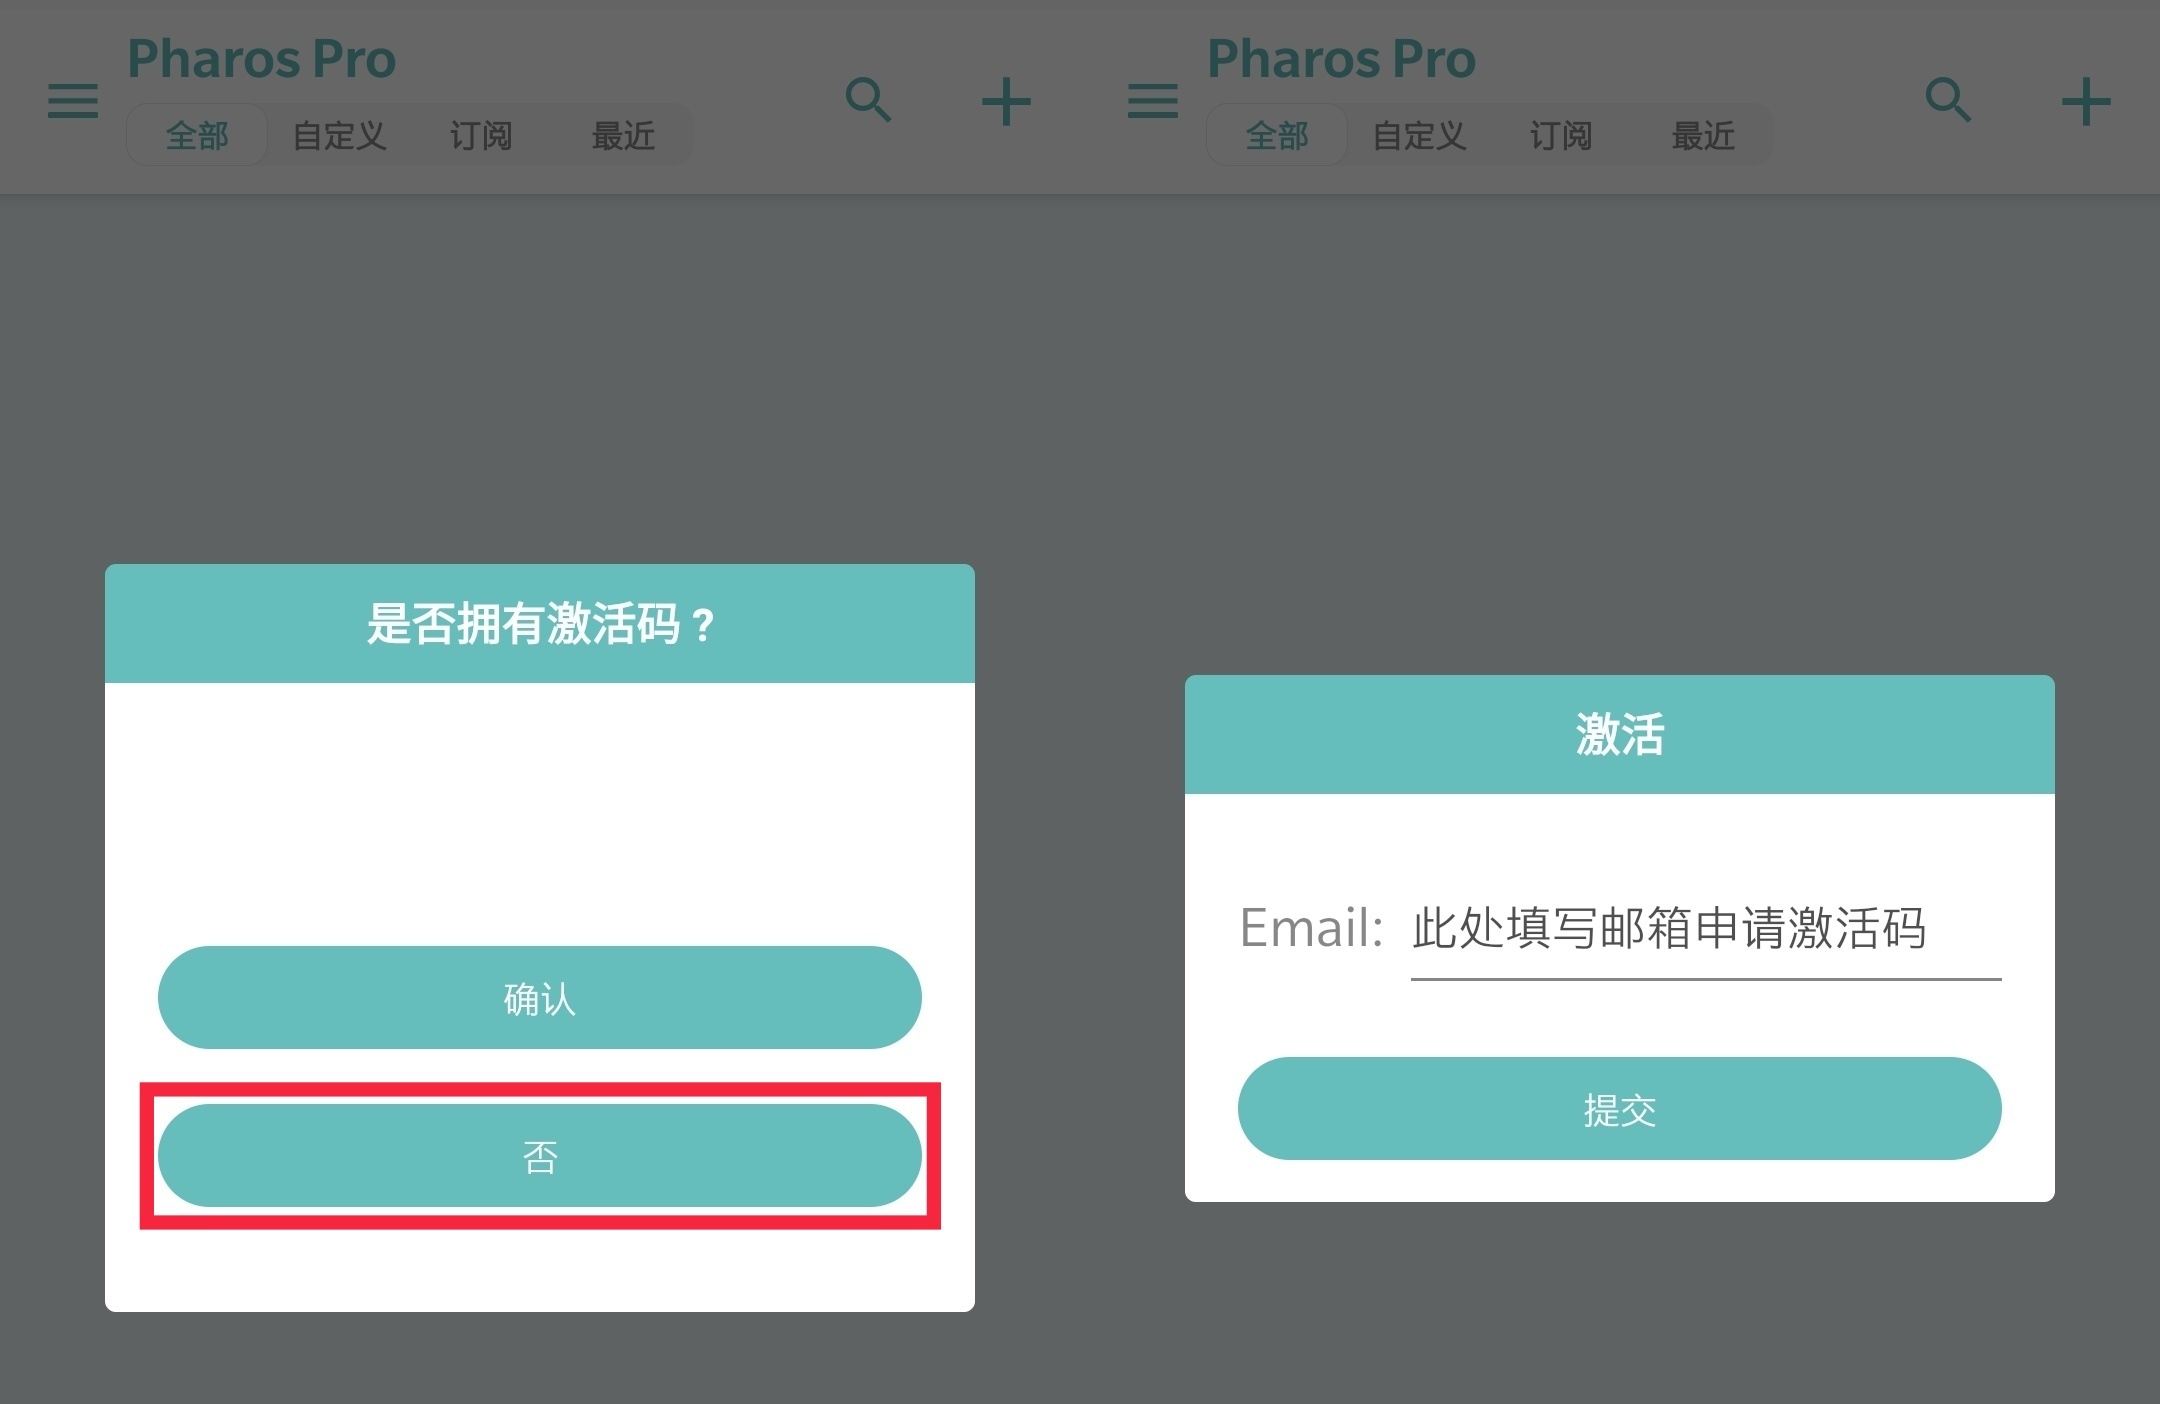 Pharos Pro
全部 自定义 订阅 最近
是否拥有激活码？
确认
否
Pharos Pro
全部 自定义 订阅 最近
激活
Email: 此处填写邮箱申请激活码
提交